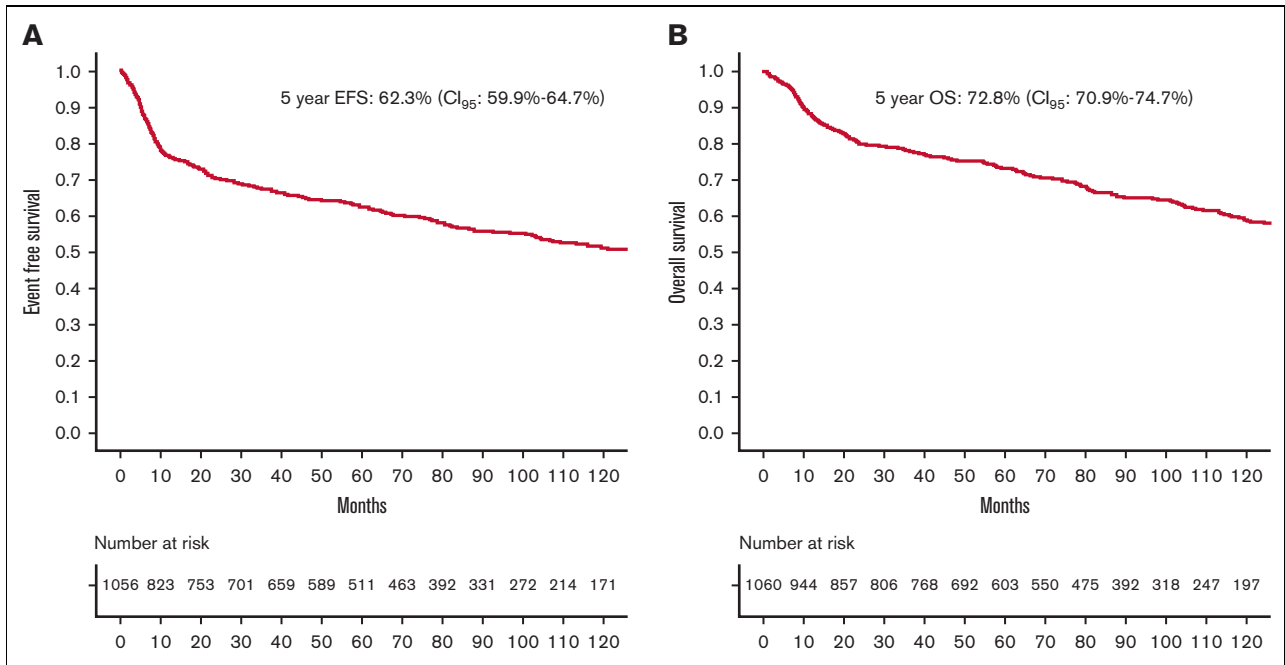 A
5 year EFS: 62.3% (CI95: 59.9%-64.7%)
Event free survival
1.0
0.9
0.8
0.7
0.6
0.5
0.4
0.3
0.2
0.1
0.0
0 10 20 30 40 50 60 70 80 90 100 110 120
Months
Number at risk
1056 823 753 701 659 589 511 463 392 331 272 214 171
0 10 20 30 40 50 60 70 80 90 100 110 120
B
5 year OS: 72.8% (CI95: 70.9%-74.7%)
Overall survival
1.0
0.9
0.8
0.7
0.6
0.5
0.4
0.3
0.2
0.1
0.0
0 10 20 30 40 50 60 70 80 90 100 110 120
Months
Number at risk
1060 944 857 806 768 692 603 550 475 392 318 247 197
0 10 20 30 40 50 60 70 80 90 100 110 120